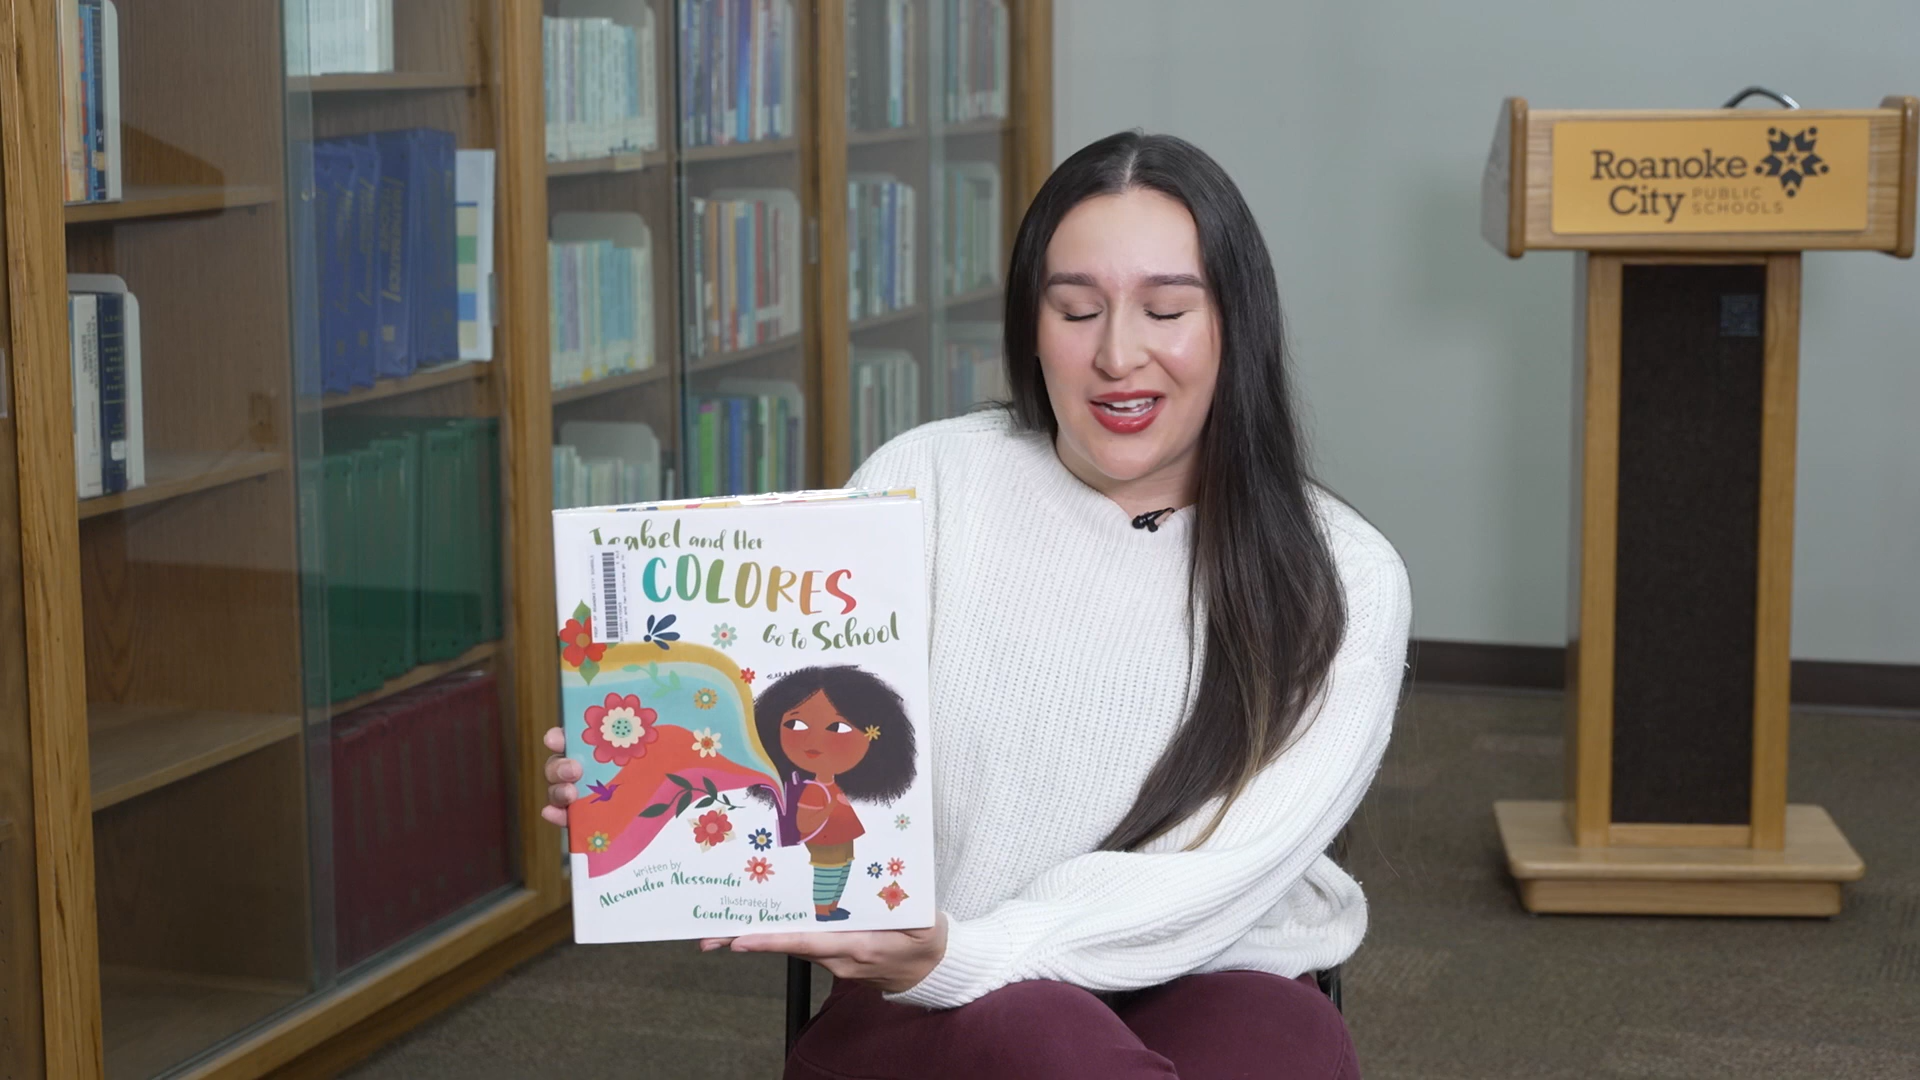 Isabel and Her
COLORES
Go to School
written by
Alexandra Alessandri
Illustrated by
Courtney Dawson
Roanoke
City PUBLIC
SCHOOLS